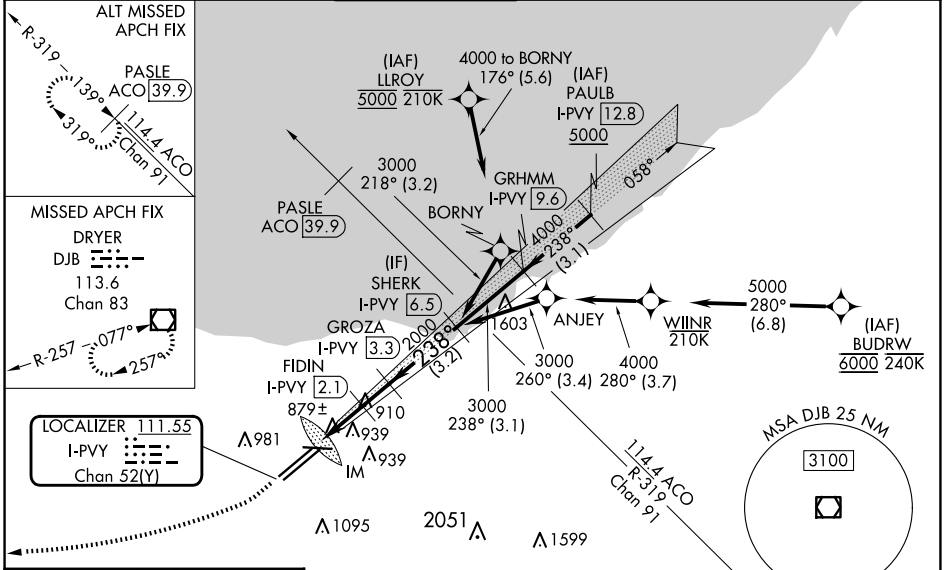 ALT MISSED
APCH FIX
R-319
PASLE
ACO 39.9
139°
319°
114.4 ACO
Chan 91
MISSED APCH FIX
DRYER
DJB
113.6
Chan 83
R-257
077°
257°
LOCALIZER 111.55
I-PVY
Chan 52(Y)
(IAF)
LLROY
5000 210K
4000 to BORNY
176° (5.6)
(IAF)
PAULB
I-PVY 12.8
5000
058°
3000
218° (3.2)
GRHMM
I-PVY 9.6
BORNY
PASLE
ACO 39.9
4000
238°
(3.1)
(IF)
SHERK
I-PVY 6.5
1603
ANJEY
WIINR
210K
5000
280°
(6.8)
(IAF)
BUDRW
6000 240K
GROZA
I-PVY 3.3
2000
238°
(3.2)
3000
260° (3.4)
4000
280° (3.7)
FIDIN
I-PVY 2.1
3000
238° (3.1)
879±
910
981
939
939
IM
114.4 ACO
R-319
Chan 91
MSA DJB 25 NM
3100
1095
2051
1599